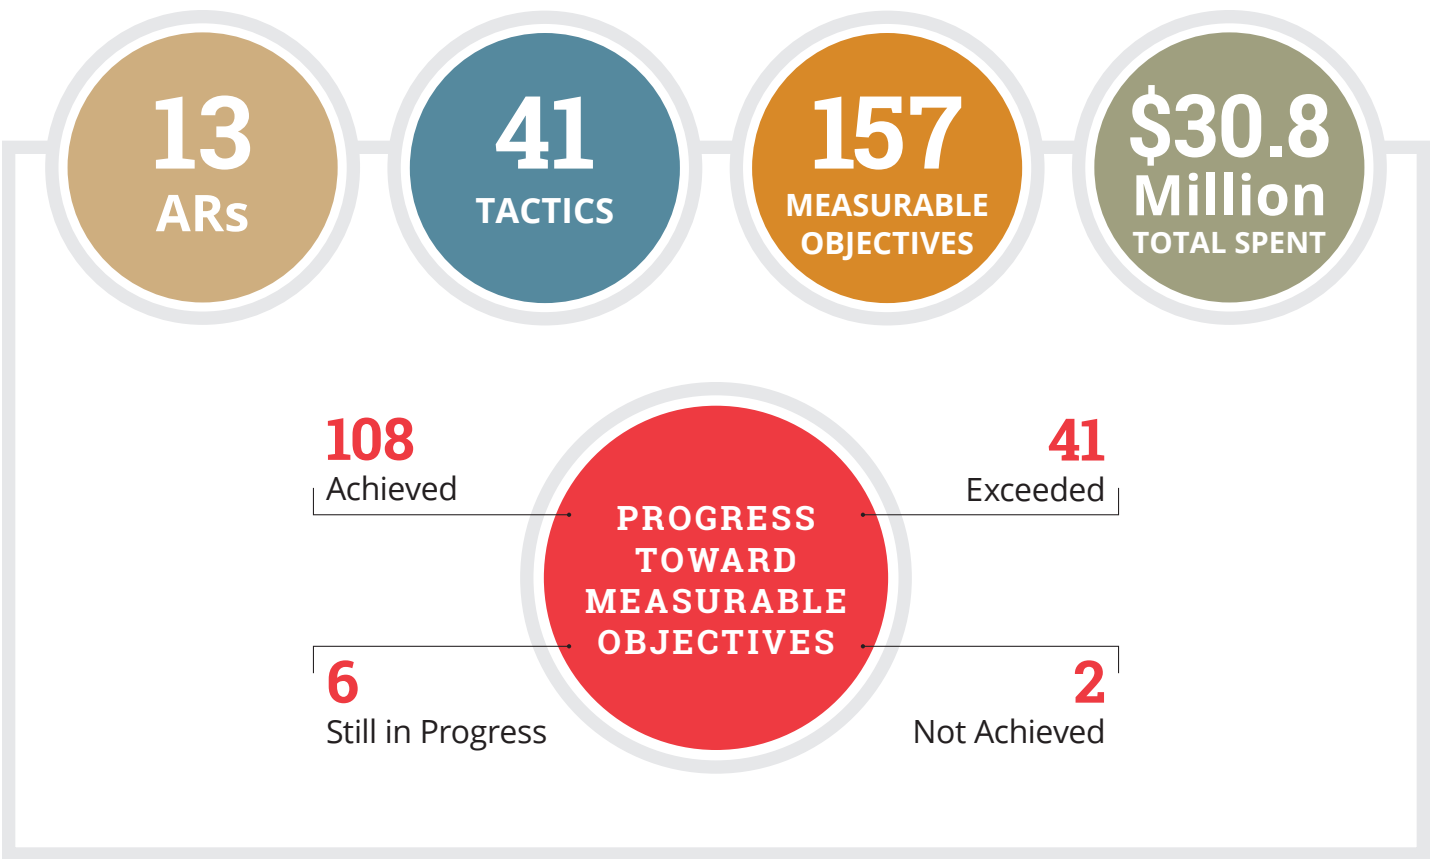 13
ARs
41
TACTICS
157
MEASURABLE
OBJECTIVES
$30.8
Million
TOTAL SPENT
108
Achieved
41
Exceeded
PROGRESS
TOWARD
MEASURABLE
OBJECTIVES
6
Still in Progress
2
Not Achieved